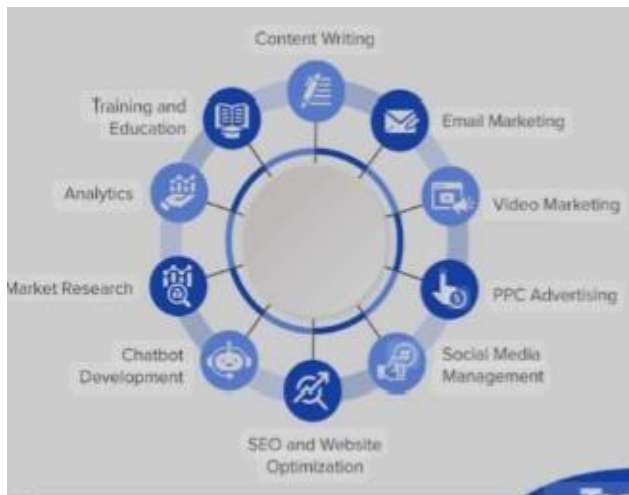 Content Writing
Training and
Education
Email Marketing
Analytics
Video Marketing
Market Research
PPC Advertising
Chatbot
Development
Social Media
Management
SEO and Website
Optimization